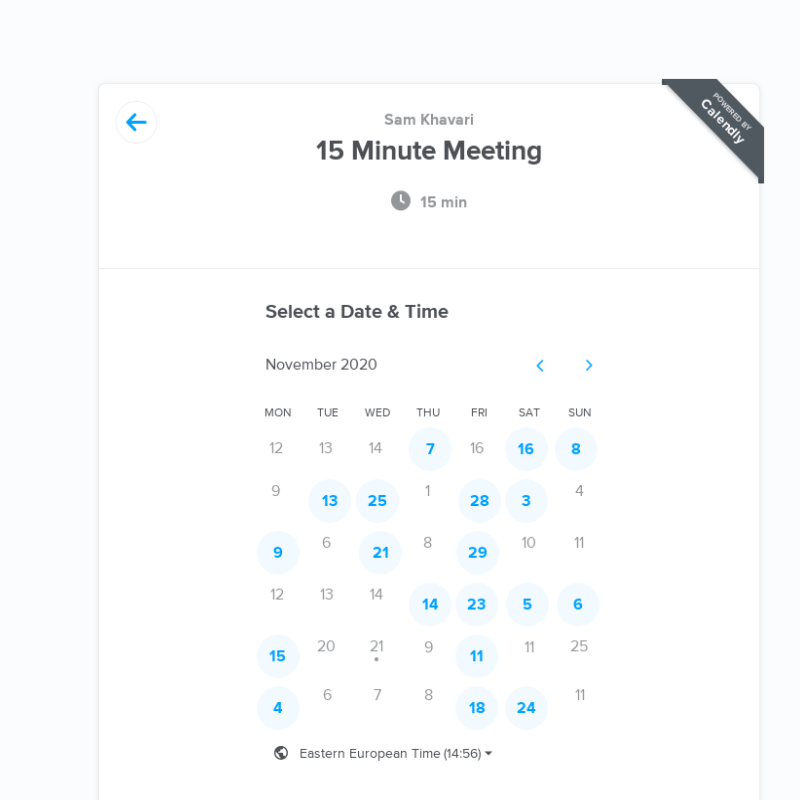 POWERED BY
Calendly
Sam Khavari
15 Minute Meeting
15 min
Select a Date & Time
November 2020
MON TUE WED THU FRI SAT SUN
12 13 14 7 16 16 8
9 13 25 1 28 3 4
9 6 21 8 29 10 11
12 13 14 14 23 5 6
15 20 21 9 11 11 25
4 6 7 8 18 24 11
Eastern European Time (14:56)